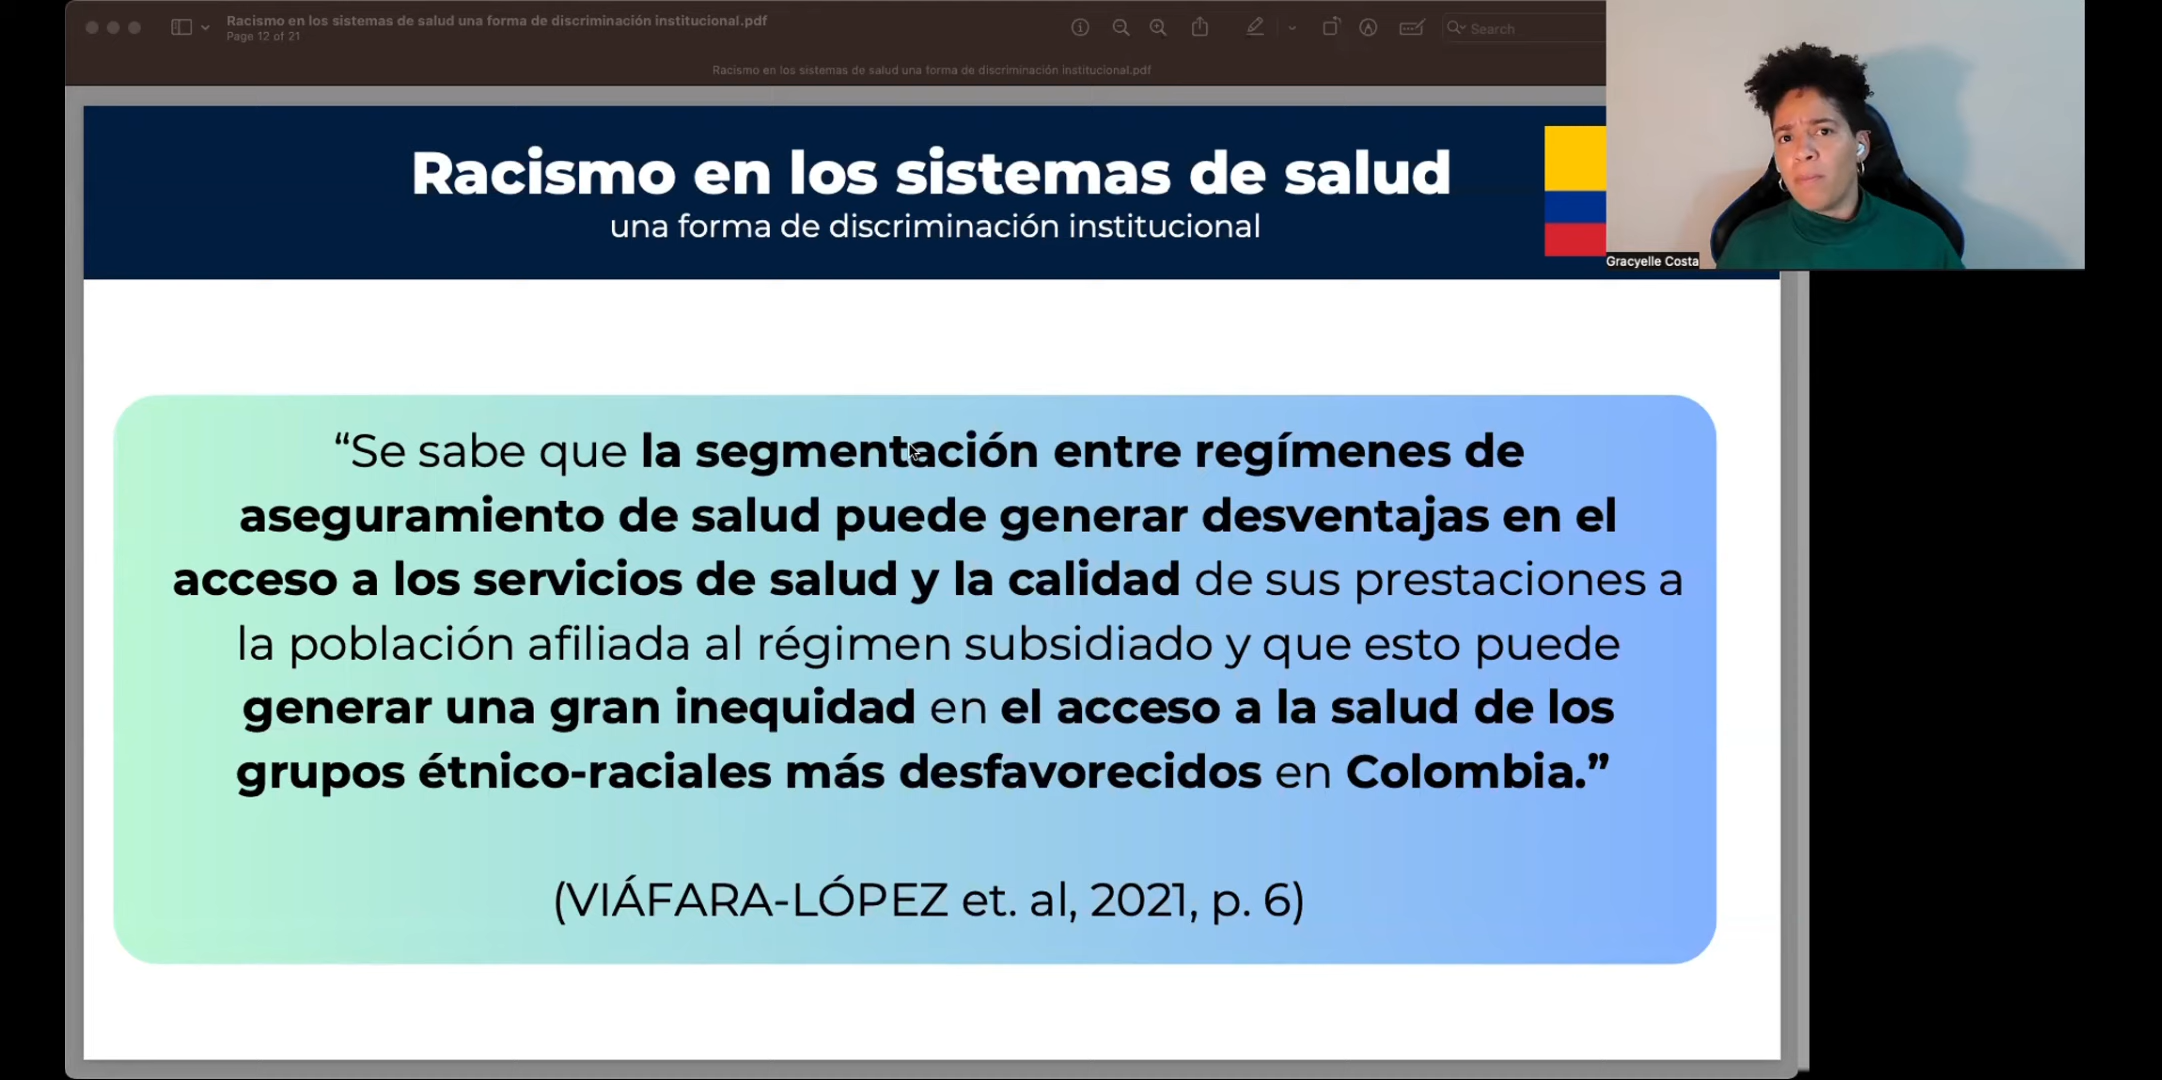 Racismo en los sistemas de salud una forma de discriminación institucional.pdf
Page 12 of 21
Search
Racismo en los sistemas de salud una forma de discriminación institucional.pdf
Racismo en los sistemas de salud
una forma de discriminación institucional
Gracyelle Costa
“Se sabe que la segmentación entre regímenes de
aseguramiento de salud puede generar desventajas en el
acceso a los servicios de salud y la calidad de sus prestaciones a
la población afiliada al régimen subsidiado y que esto puede
generar una gran inequidad en el acceso a la salud de los
grupos étnico-raciales más desfavorecidos en Colombia.”
(VIÁFARA-LÓPEZ et. al, 2021, p. 6)